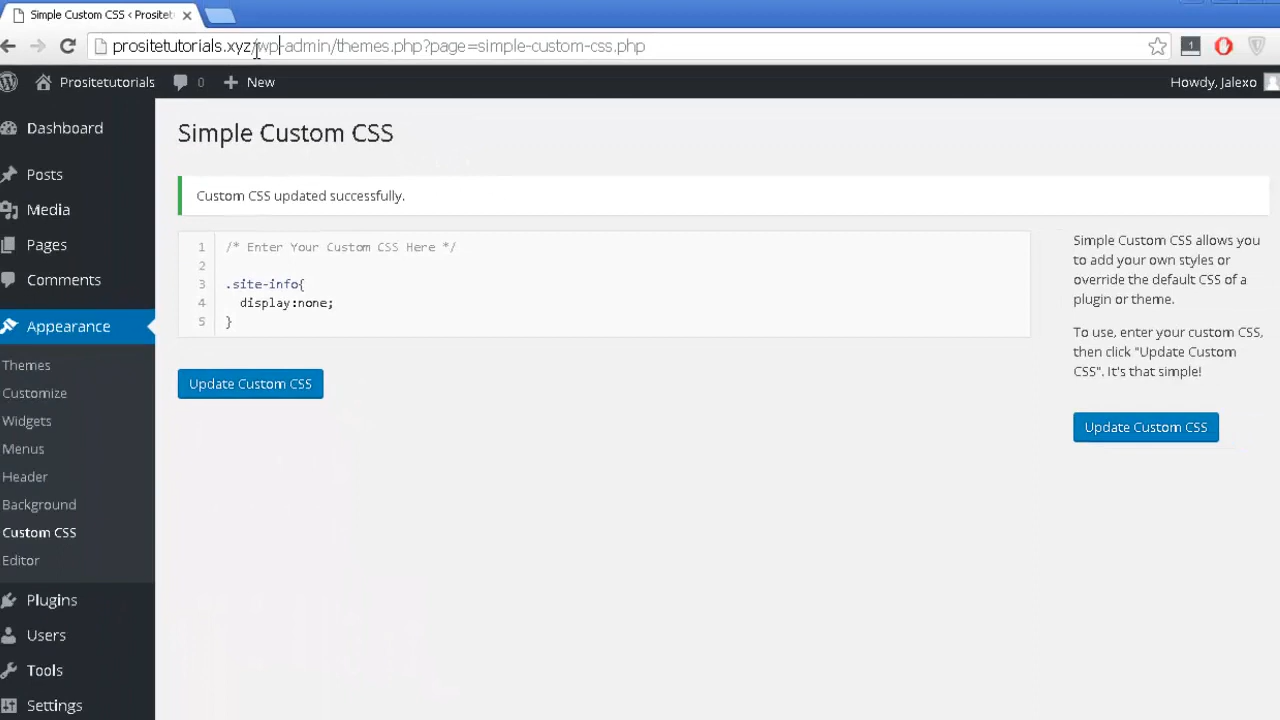 Simple Custom CSS ‹ Prositet
prositetutorials.xyz/wp-admin/themes.php?page=simple-custom-css.php
1
Prositetutorials
0
+ New
Howdy, Jalexo
Dashboard
Posts
Media
Pages
Comments
Appearance
Themes
Customize
Widgets
Menus
Header
Background
Custom CSS
Editor
Plugins
Users
Tools
Settings
Simple Custom CSS
Custom CSS updated successfully.
1 /* Enter Your Custom CSS Here */
2
3 .site-info{
4 display:none;
5 }
Update Custom CSS
Simple Custom CSS allows you
to add your own styles or
override the default CSS of a
plugin or theme.
To use, enter your custom CSS,
then click "Update Custom
CSS". It's that simple!
Update Custom CSS